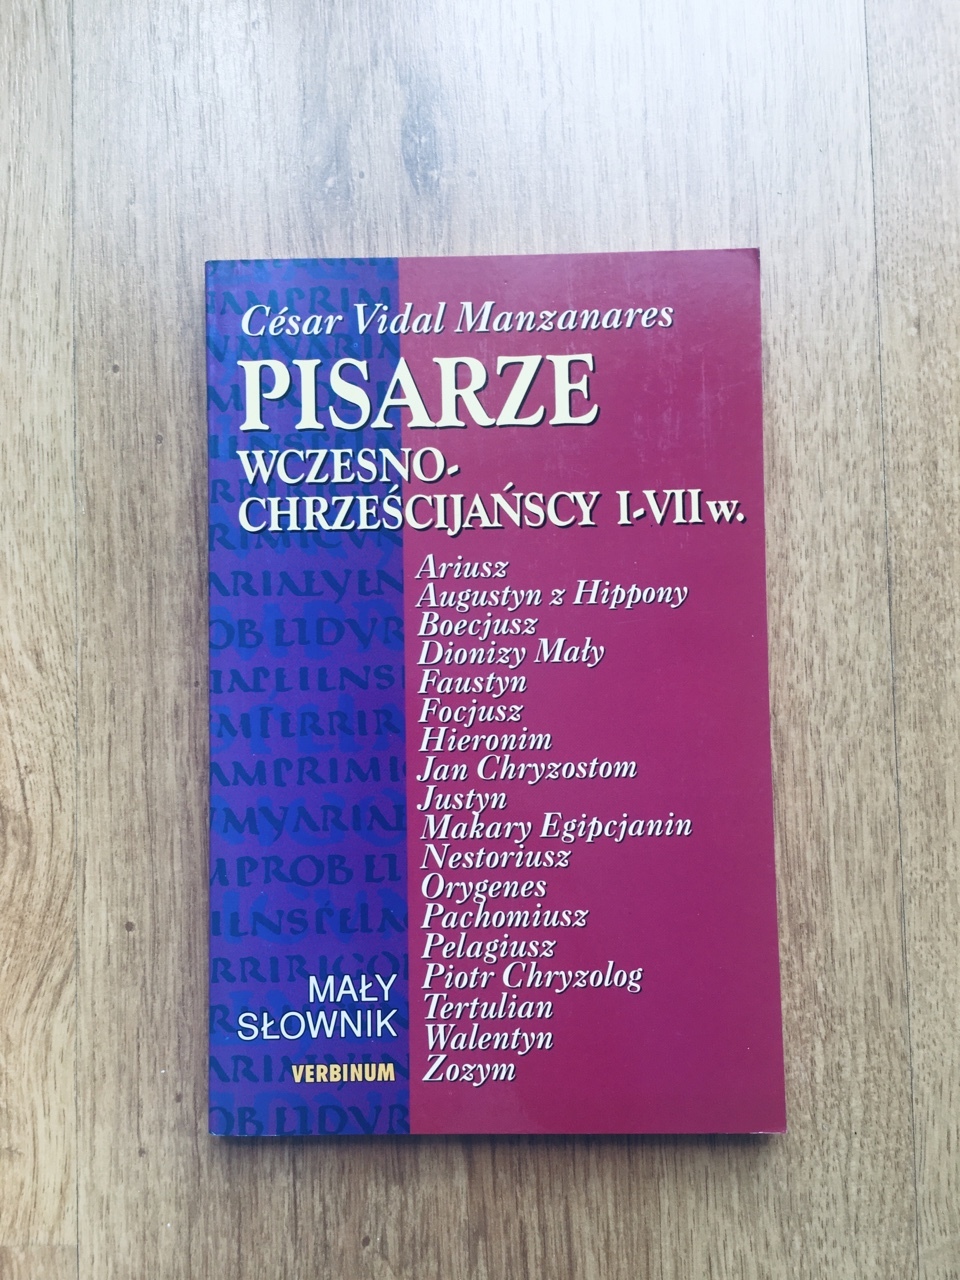 César Vidal Manzanares
PISARZE
WCZESNO-
CHRZEŚCIJAŃSCY I-VII w.
Ariusz
Augustyn z Hippony
Boecjusz
Dionizy Mały
Faustyn
Focjusz
Hieronim
Jan Chryzostom
Justyn
Makary Egipcjanin
Nestoriusz
Orygenes
Pachomiusz
Pelagiusz
Piotr Chryzolog
Tertulian
Walentyn
Zozym
MAŁY
SŁOWNIK
VERBINUM